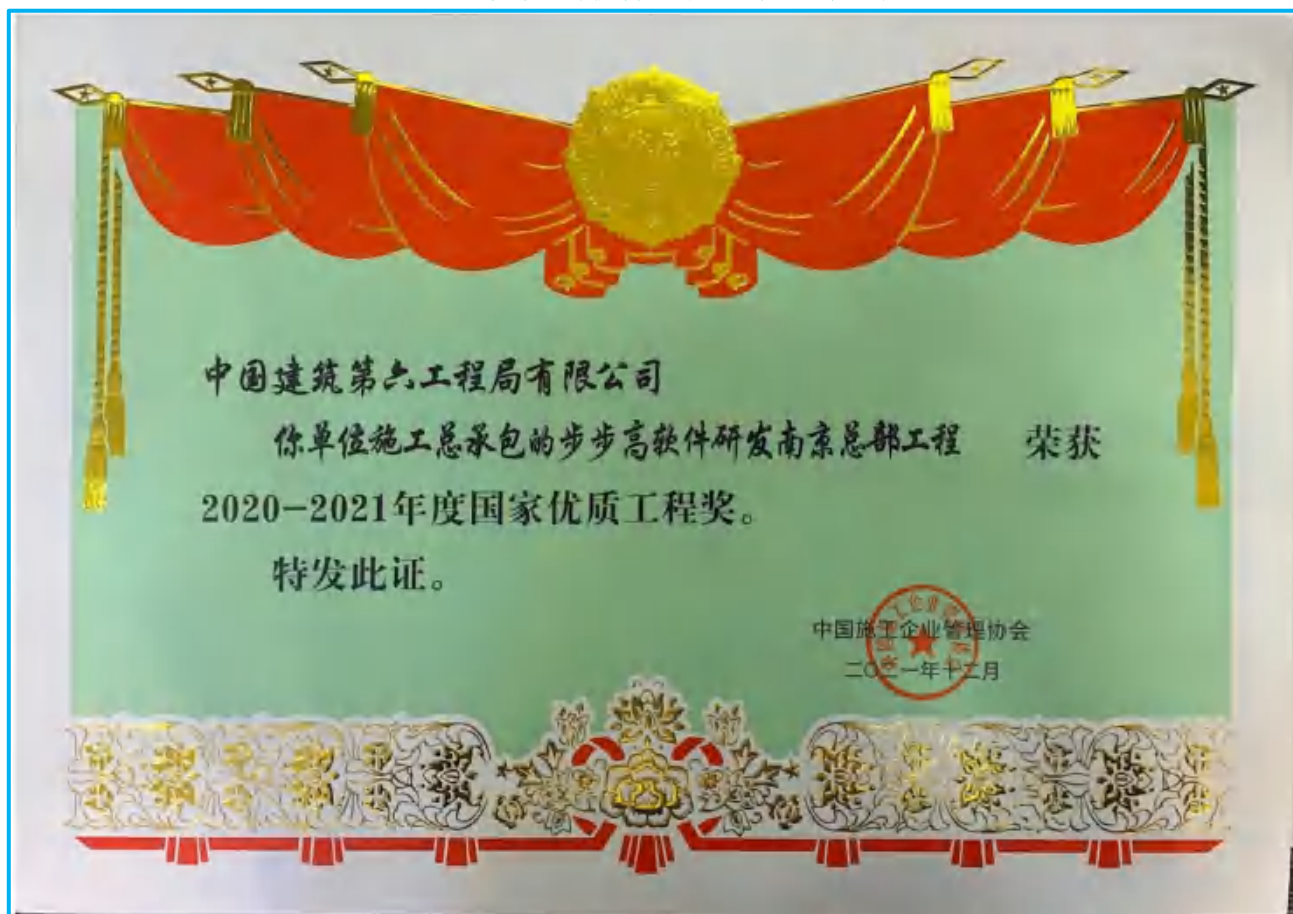 中国建筑第六工程局有限公司
你单位施工总承包的步步高软件研发南京总部工程 荣获
2020-2021年度国家优质工程奖。
特发此证。
中国施工企业管理协会
二〇二一年十二月